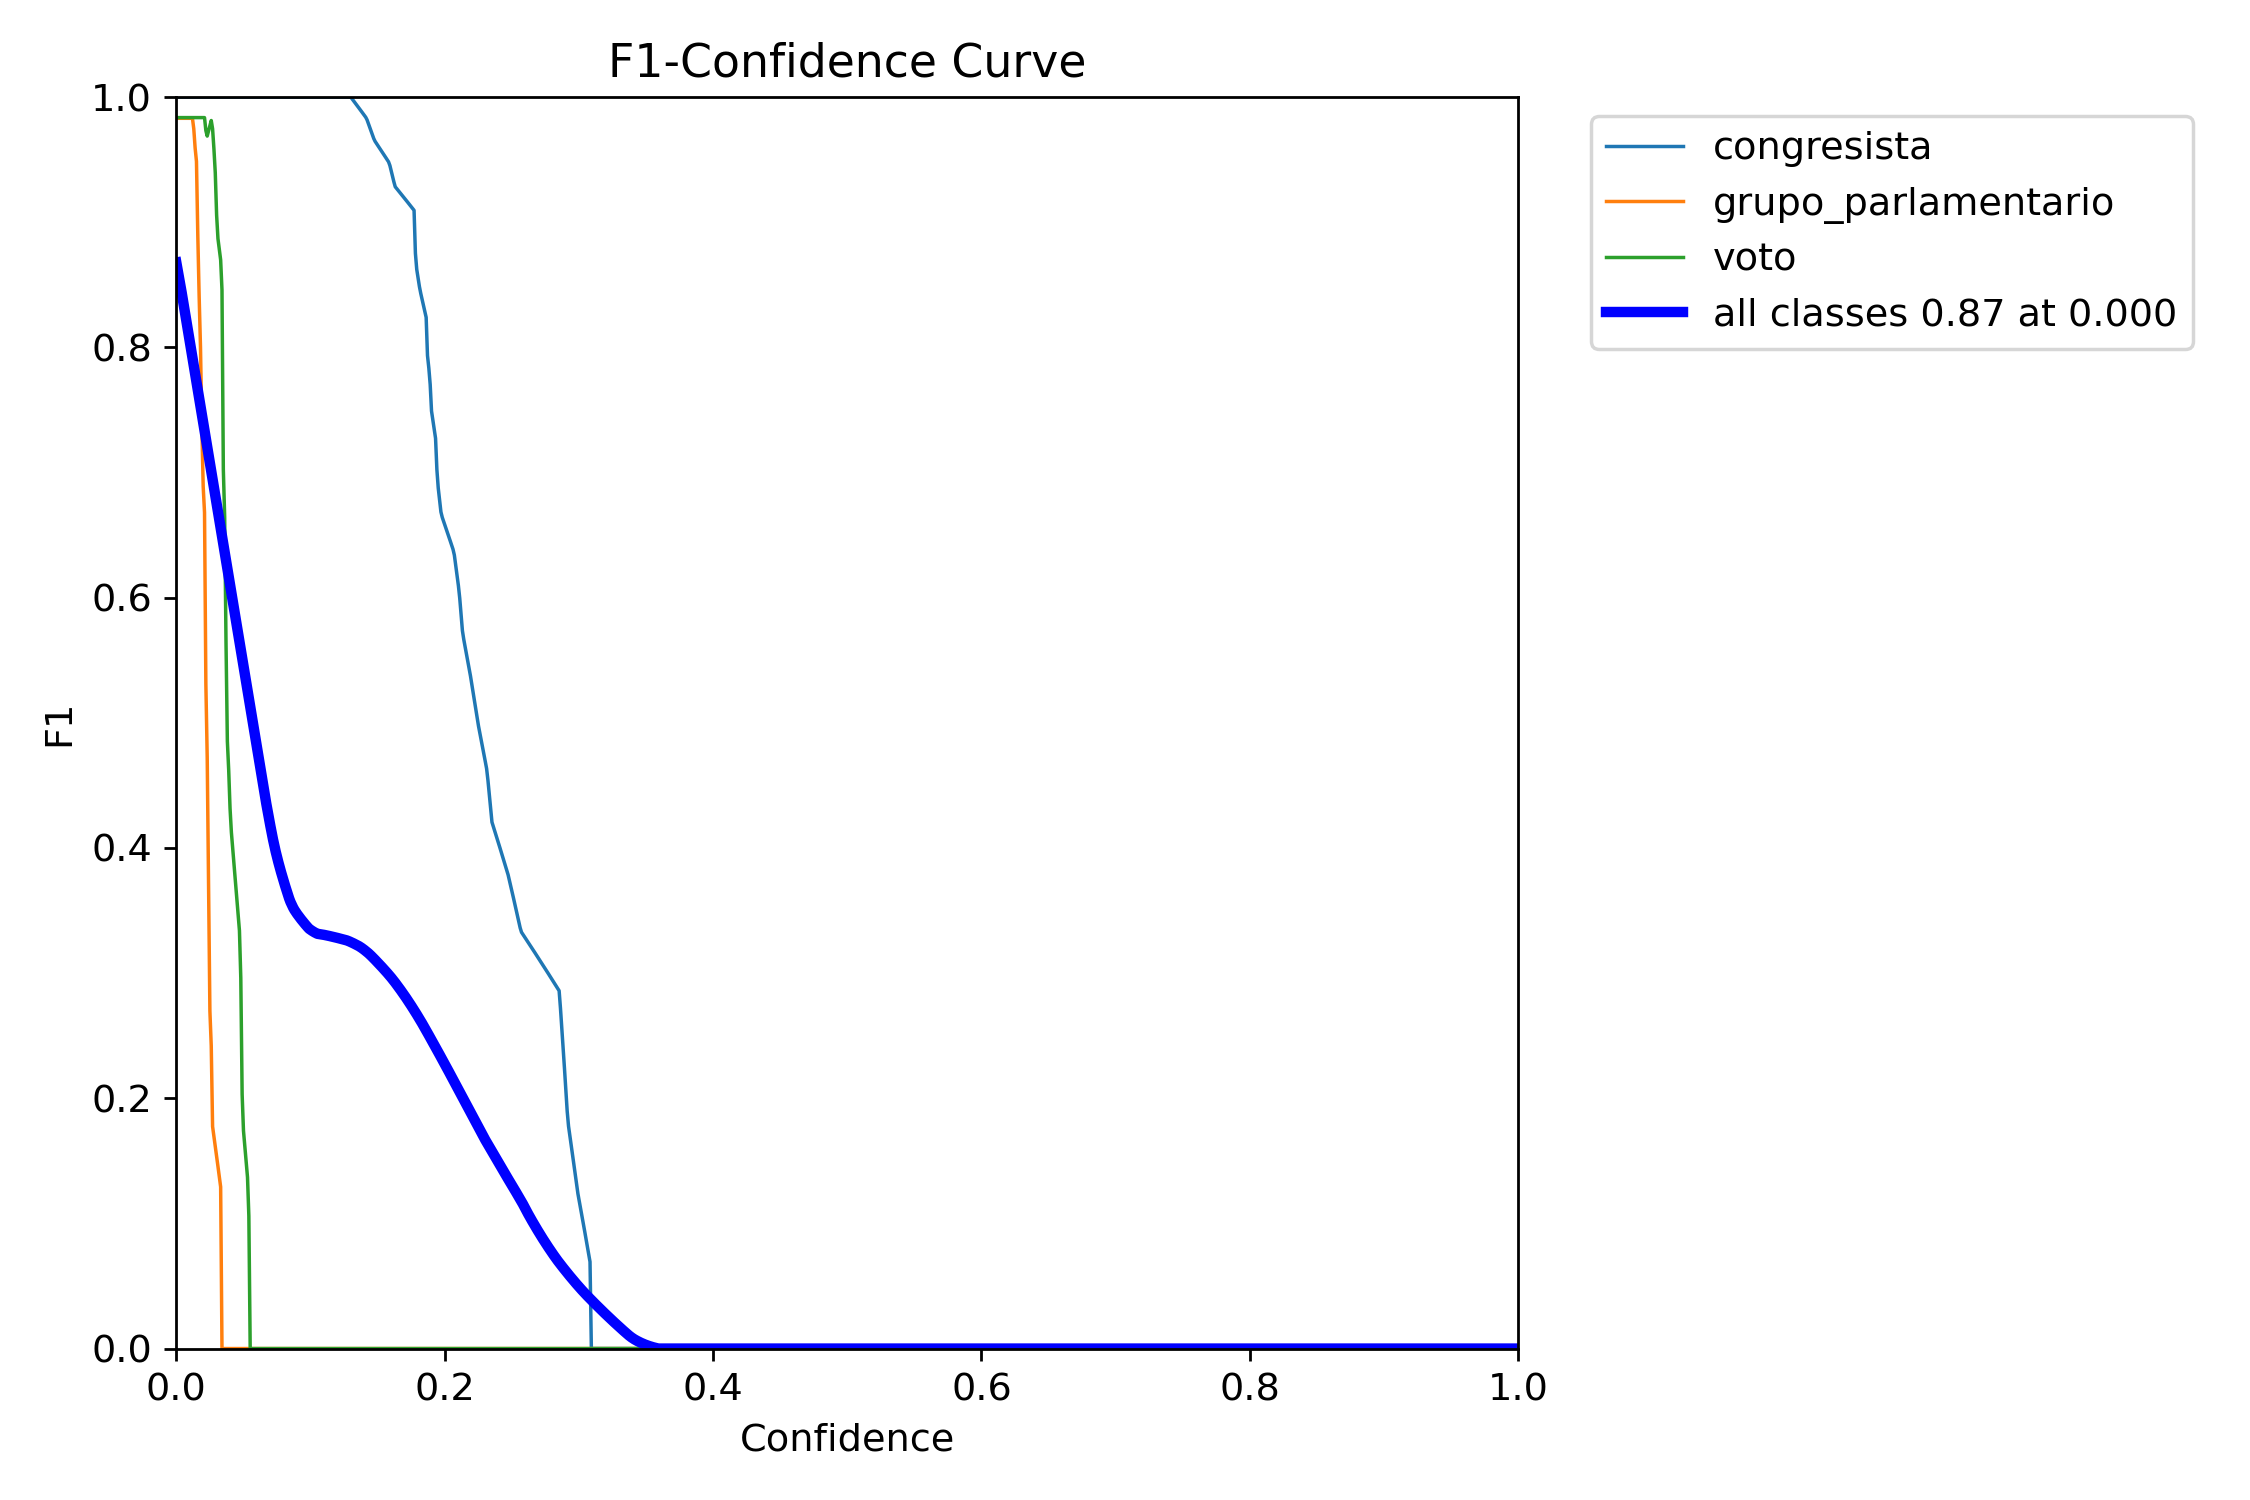 F1-Confidence Curve
1.0
0.8
0.6
0.4
0.2
0.0
F1
0.0 0.2 0.4 0.6 0.8 1.0
Confidence
congresista
grupo_parlamentario
voto
all classes 0.87 at 0.000